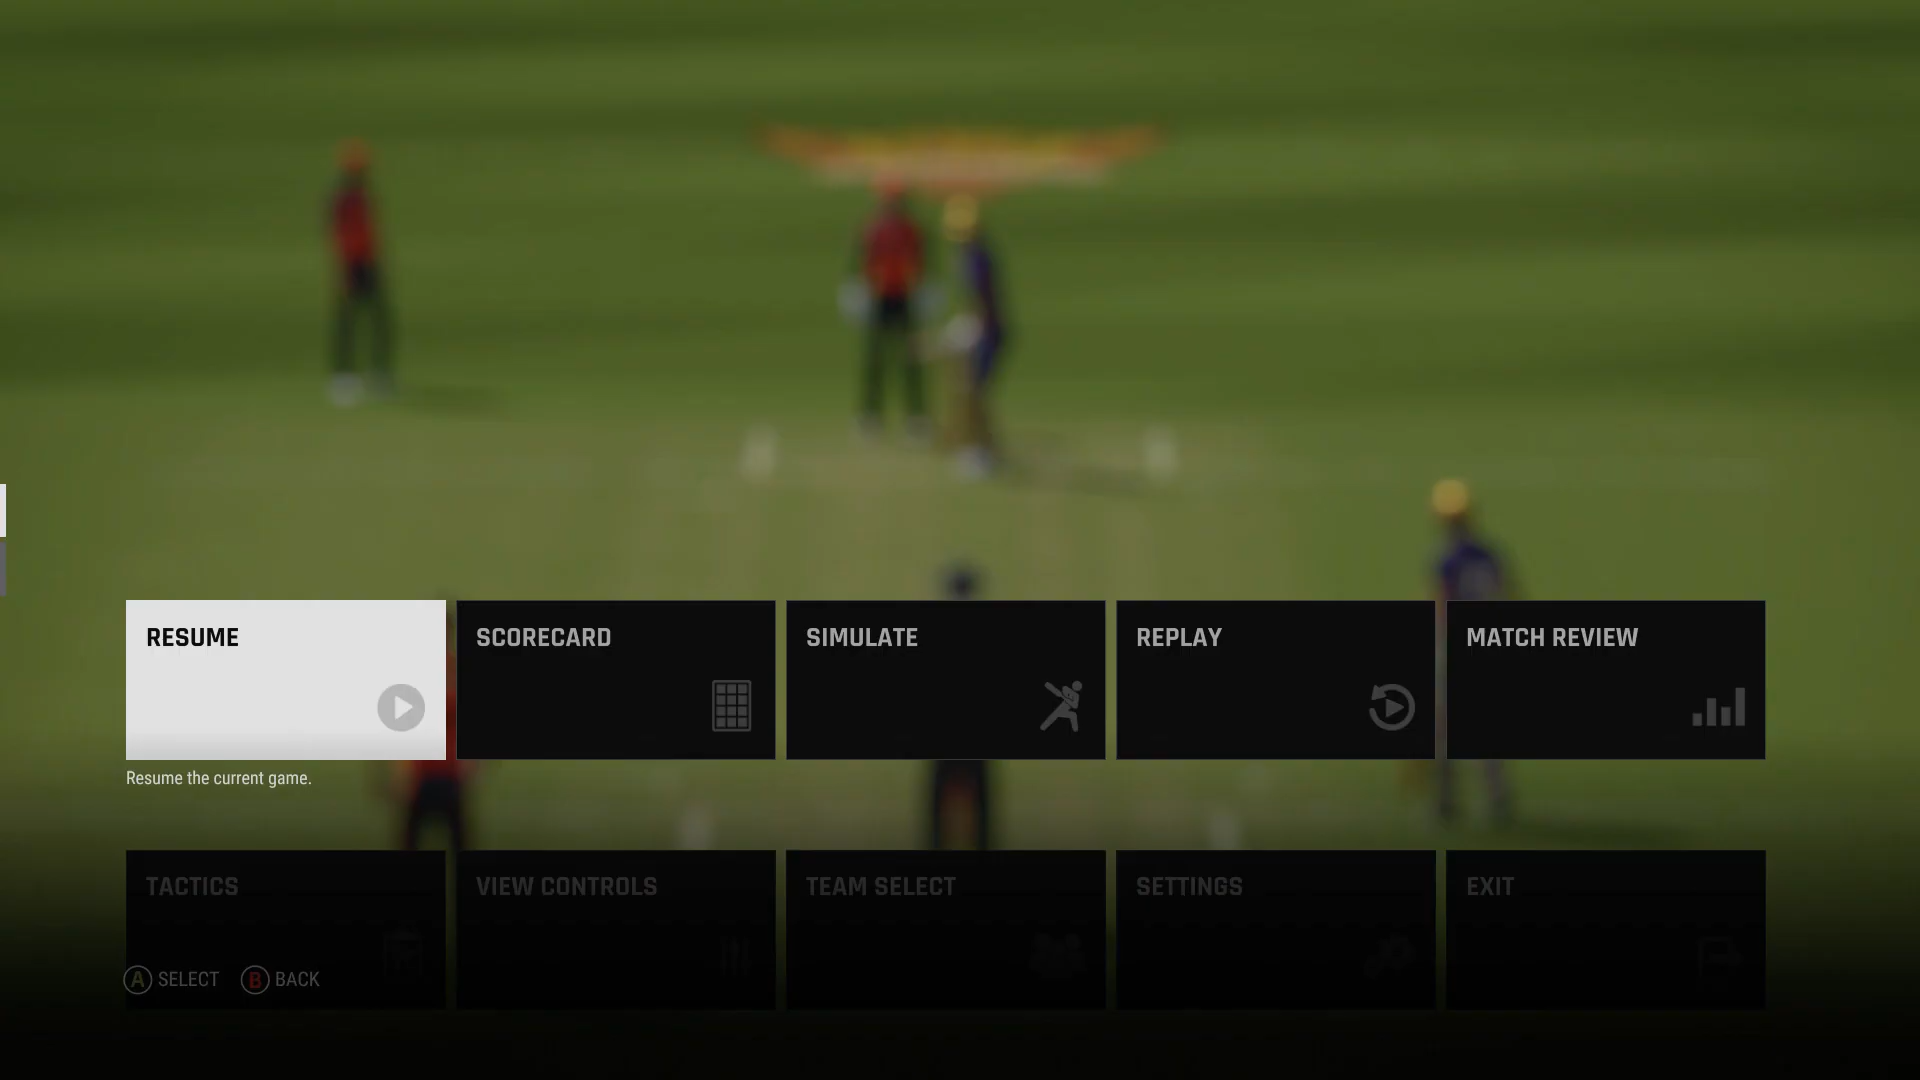 RESUME
SCORECARD
SIMULATE
REPLAY
MATCH REVIEW
Resume the current game.
TACTICS
VIEW CONTROLS
TEAM SELECT
SETTINGS
EXIT
A SELECT B BACK